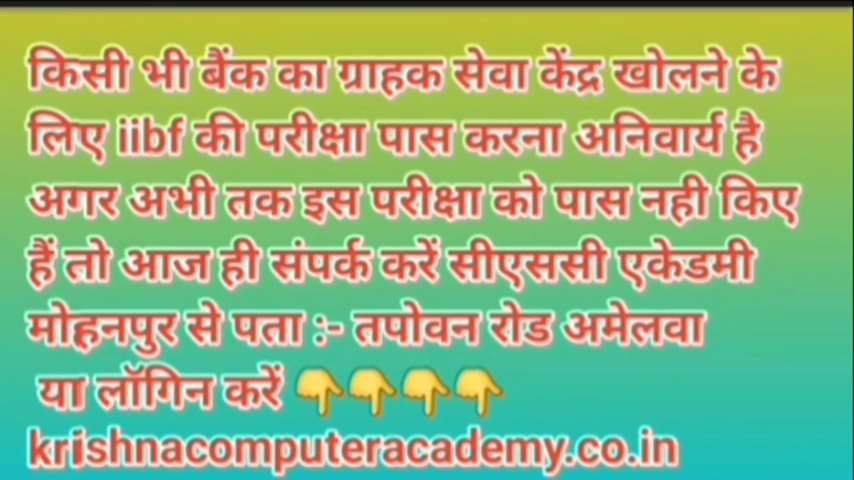 किसी भी बैंक का ग्राहक सेवा केंद्र खोलने के
लिए iibf की परीक्षा पास करना अनिवार्य है
अगर अभी तक इस परीक्षा को पास नही किए
हैं तो आज ही संपर्क करें सीएससी एकेडमी
मोहनपुर से पता :- तपोवन रोड अमेलवा
या लॉगिन करें 👇👇👇👇
krishnacomputeracademy.co.in